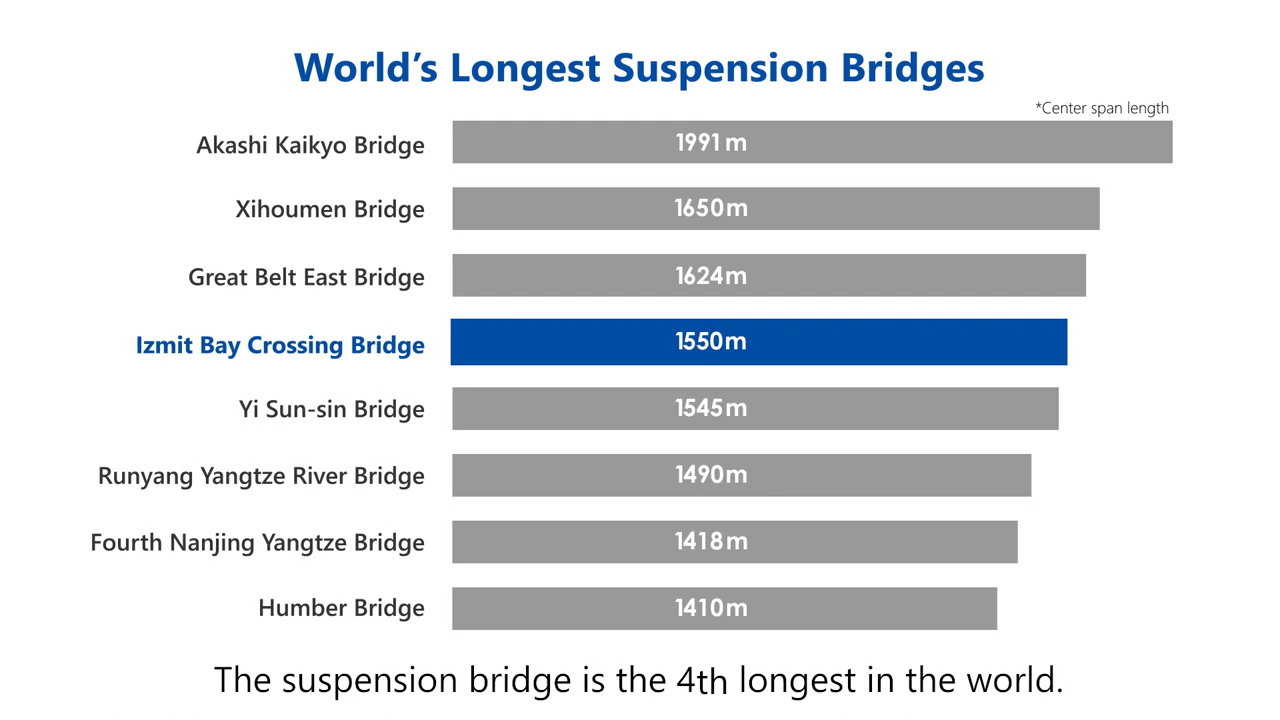 World’s Longest Suspension Bridges
*Center span length
Akashi Kaikyo Bridge 1991 m
Xihoumen Bridge 1650m
Great Belt East Bridge 1624m
Izmit Bay Crossing Bridge 1550m
Yi Sun-sin Bridge 1545m
Runyang Yangtze River Bridge 1490m
Fourth Nanjing Yangtze Bridge 1418m
Humber Bridge 1410m
The suspension bridge is the 4th longest in the world.